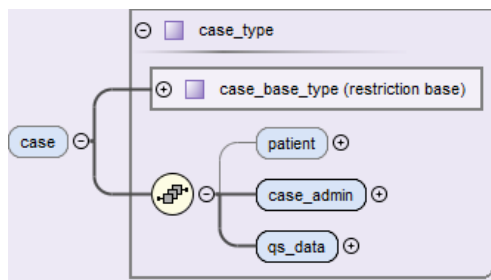 case_type
case_base_type (restriction base)
case
patient
case_admin
qs_data